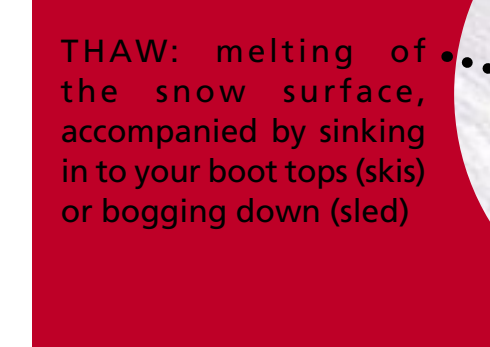 THAW: melting of
the snow surface,
accompanied by sinking
in to your boot tops (skis)
or bogging down (sled)